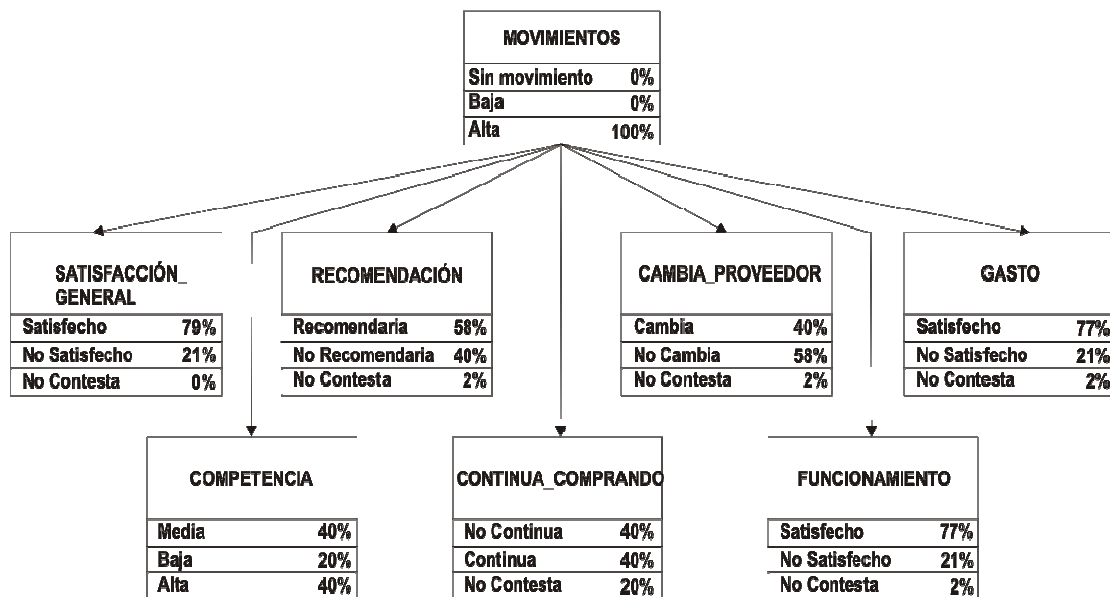 MOVIMIENTOS
Sin movimiento 0%
Baja 0%
Alta 100%
SATISFACCIÓN_
GENERAL
Satisfecho 79%
No Satisfecho 21%
No Contesta 0%
RECOMENDACIÓN
Recomendaria 58%
No Recomendaria 40%
No Contesta 2%
CAMBIA_PROVEEDOR
Cambia 40%
No Cambia 58%
No Contesta 2%
GASTO
Satisfecho 77%
No Satisfecho 21%
No Contesta 2%
COMPETENCIA
Media 40%
Baja 20%
Alta 40%
CONTINUA_COMPRANDO
No Continua 40%
Continua 40%
No Contesta 20%
FUNCIONAMIENTO
Satisfecho 77%
No Satisfecho 21%
No Contesta 2%